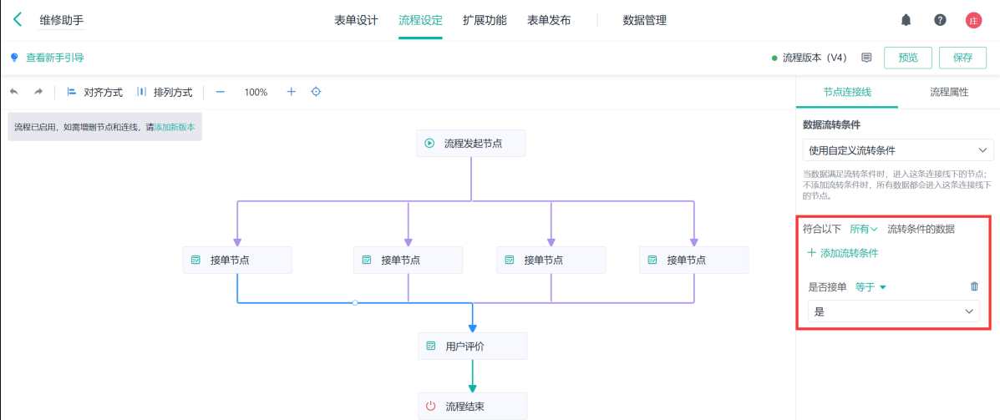 维修助手
表单设计 流程设定 扩展功能 表单发布 数据管理
庄
查看新手引导
流程版本（V4）
预览
保存
对齐方式 排列方式 100%
流程已启用，如需增删节点和连线，请添加新版本
流程发起节点
接单节点 接单节点 接单节点 接单节点
用户评价
流程结束
节点连接线 流程属性
数据流转条件
使用自定义流转条件
当数据满足流转条件时，进入这条连接线下的节点；
不添加流转条件时，所有数据都会进入这条连接线下
的节点。
符合以下 所有 流转条件的数据
添加流转条件
是否接单 等于
是